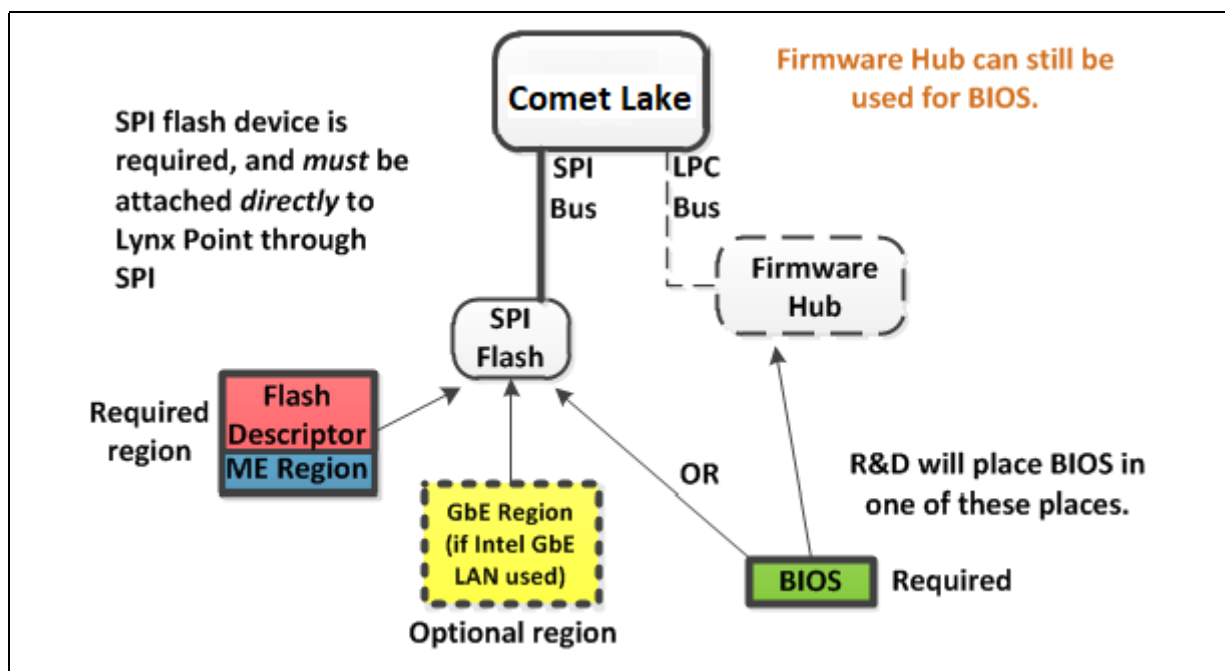 Comet Lake
Firmware Hub can still be
used for BIOS.
SPI flash device is
required, and must be
attached directly to
Lynx Point through
SPI
SPI
Bus
LPC
Bus
Firmware
Hub
SPI
Flash
Required
region
Flash
Descriptor
ME Region
GbE Region
(if Intel GbE
LAN used)
Optional region
OR
R&D will place BIOS in
one of these places.
BIOS
Required